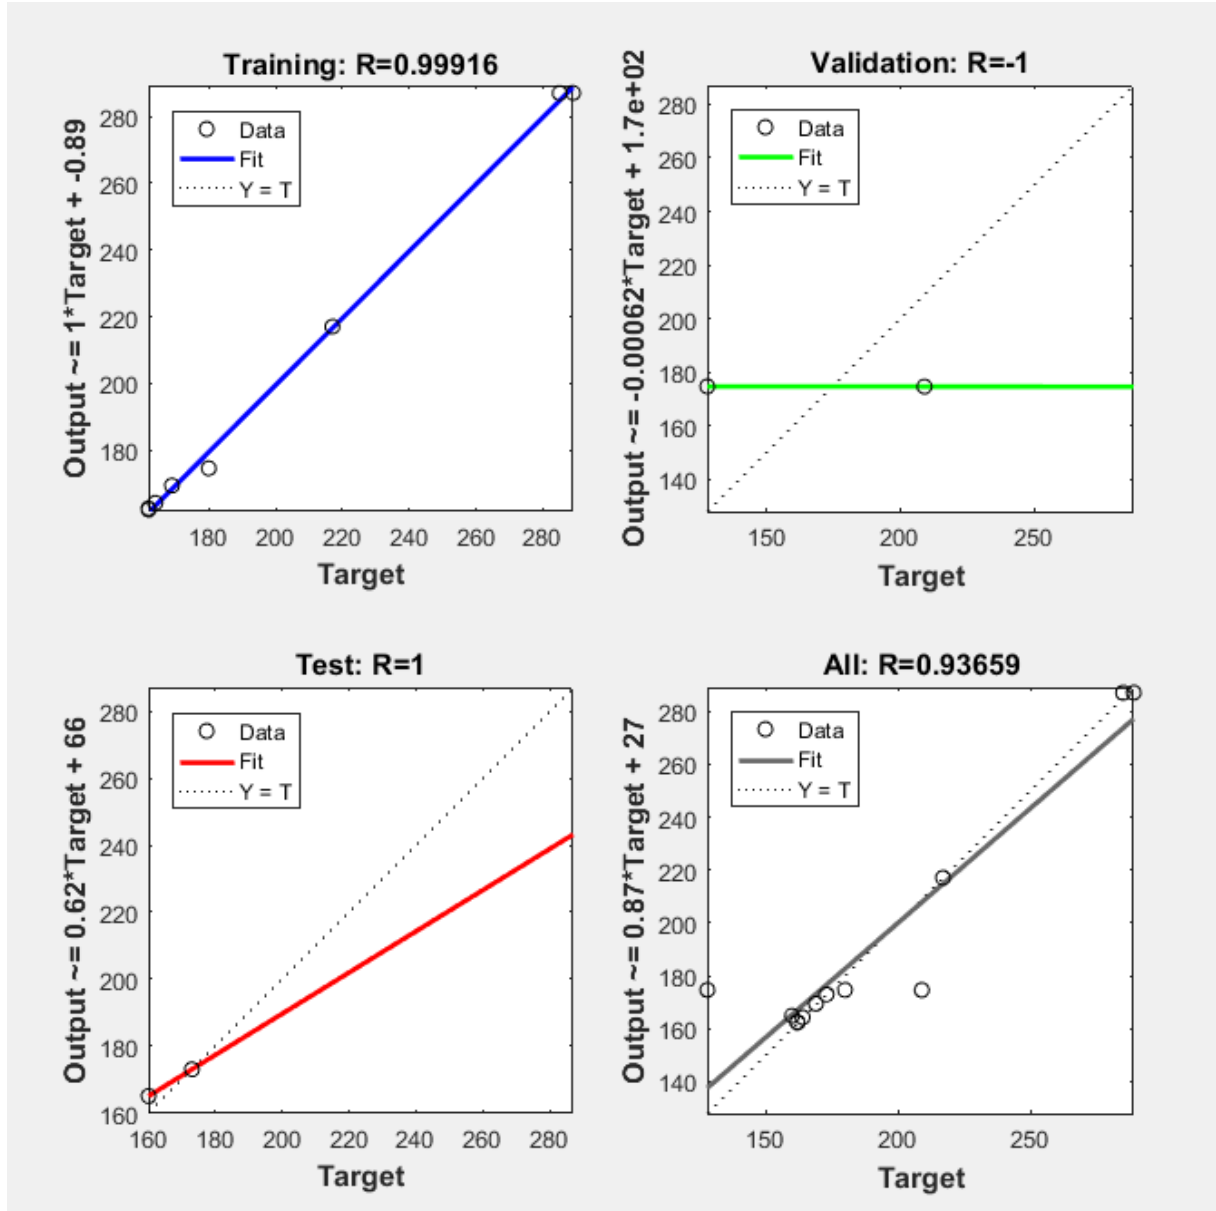 Training: R=0.99916
Output ~= 1*Target + -0.89
280
260
240
220
200
180
Data
Fit
Y = T
180 200 220 240 260 280
Target
Validation: R=-1
Output ~= -0.00062*Target + 1.7e+02
280
260
240
220
200
180
160
140
Data
Fit
Y = T
150 200 250
Target
Test: R=1
Output ~= 0.62*Target + 66
280
260
240
220
200
180
160
Data
Fit
Y = T
160 180 200 220 240 260 280
Target
All: R=0.93659
Output ~= 0.87*Target + 27
280
260
240
220
200
180
160
140
Data
Fit
Y = T
150 200 250
Target